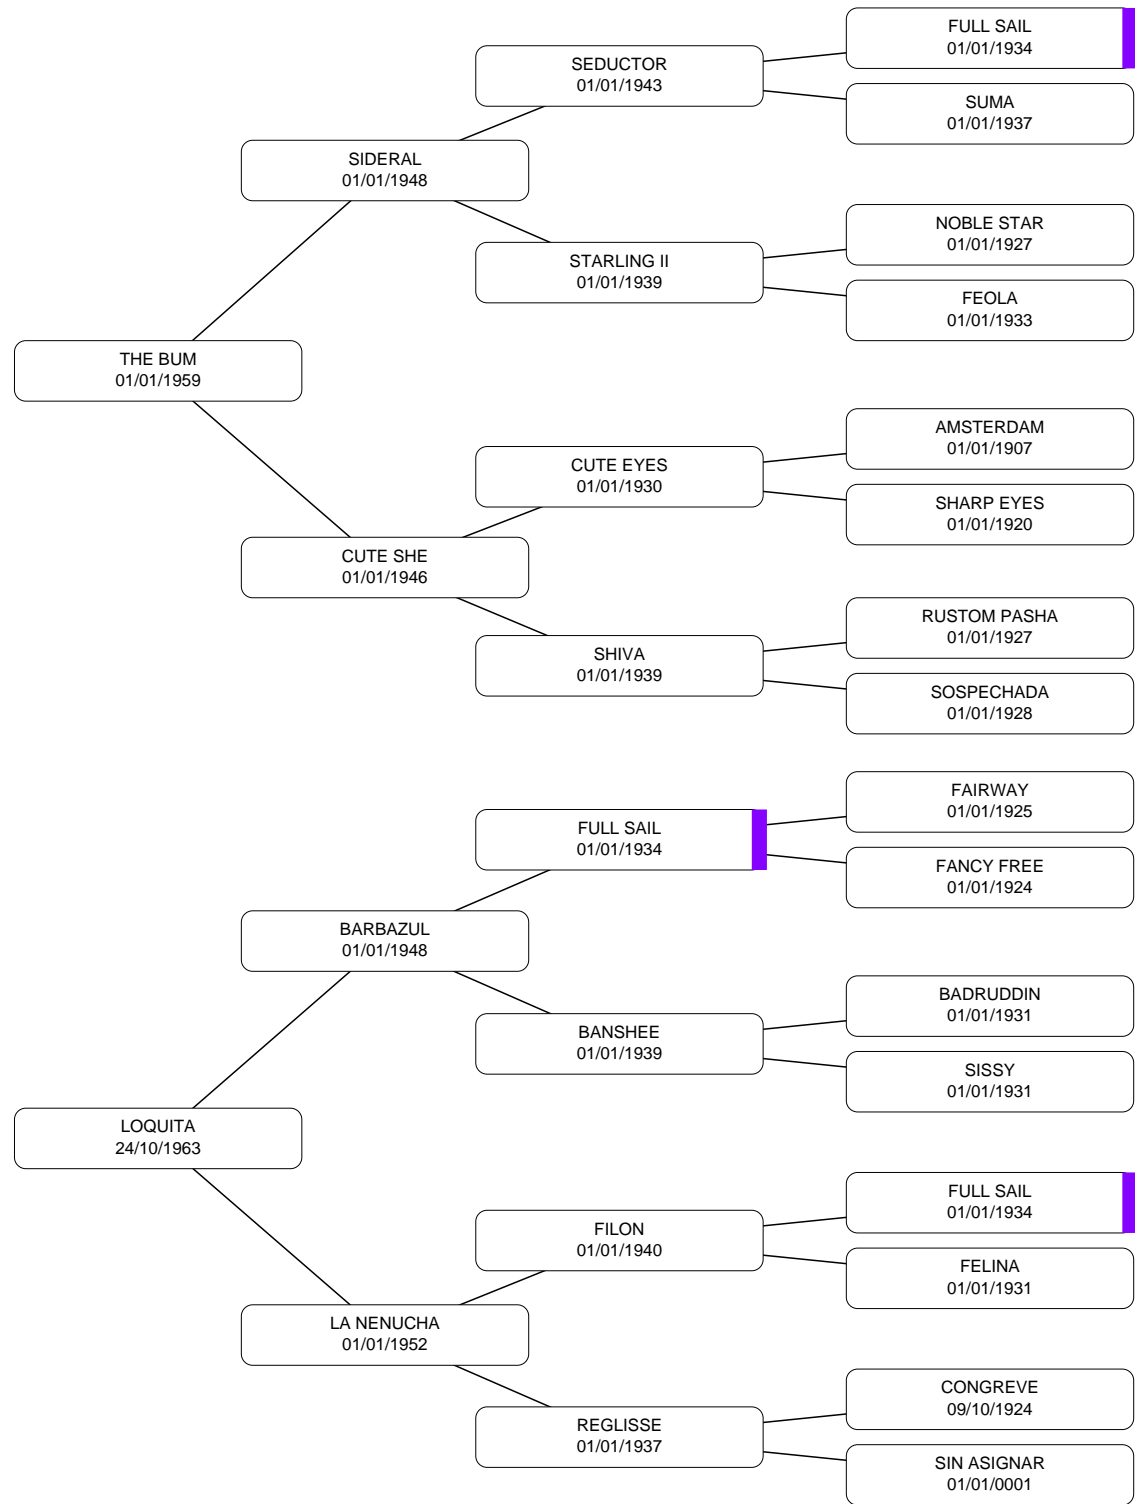 FULL SAIL
01/01/1934
SEDUCTOR
01/01/1943
SUMA
01/01/1937
SIDERAL
01/01/1948
NOBLE STAR
01/01/1927
STARLING II
01/01/1939
FEOLA
01/01/1933
THE BUM
01/01/1959
AMSTERDAM
01/01/1907
CUTE EYES
01/01/1930
SHARP EYES
01/01/1920
CUTE SHE
01/01/1946
RUSTOM PASHA
01/01/1927
SHIVA
01/01/1939
SOSPECHADA
01/01/1928
FAIRWAY
01/01/1925
FULL SAIL
01/01/1934
FANCY FREE
01/01/1924
BARBAZUL
01/01/1948
BADRUDDIN
01/01/1931
BANSHEE
01/01/1939
SISSY
01/01/1931
LOQUITA
24/10/1963
FULL SAIL
01/01/1934
FILON
01/01/1940
FELINA
01/01/1931
LA NENUCHA
01/01/1952
CONGREVE
09/10/1924
REGLISSE
01/01/1937
SIN ASIGNAR
01/01/0001